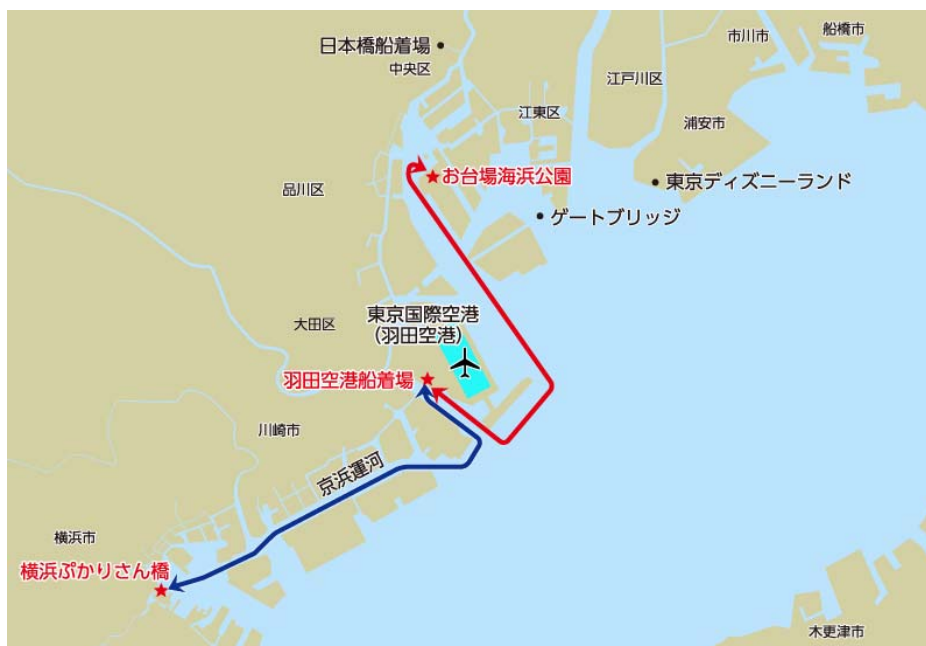 日本橋船着場
中央区
市川市
船橋市
江戸川区
江東区
浦安市
品川区
お台場海浜公園
東京ディズニーランド
ゲートブリッジ
大田区
東京国際空港
(羽田空港)
羽田空港船着場
川崎市
京浜運河
横浜市
横浜ぷかりさん橋
木更津市